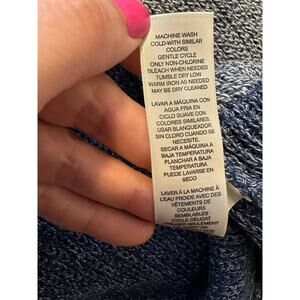 MACHINE WASH
COLD-WITH SIMILAR
COLORS
GENTLE CYCLE
ONLY NON-CHLORINE
BLEACH WHEN NEEDED
TUMBLE DRY LOW
WARM IRON AS NEEDED
MAY BE DRY CLEANED
LAVAR A MÁQUINA CON
AGUA FRIA EN
CICLO SUAVE CON
COLORES SIMILARES.
USAR BLANQUEADOR
SIN CLORO CUANDO SE
NECESITE.
SECAR A MÁQUINA A
BAJA TEMPERATURA
PLANCHAR A BAJA
TEMPERATURA
PUEDE LAVARSE EN
SECO
LAVER À LA MACHINE À
L'EAU FROIDE AVEC DES
VÊTEMENTS DE
COULEURS
SEMBLABLES
CYCLE DÉLICAT
SEULEMENT